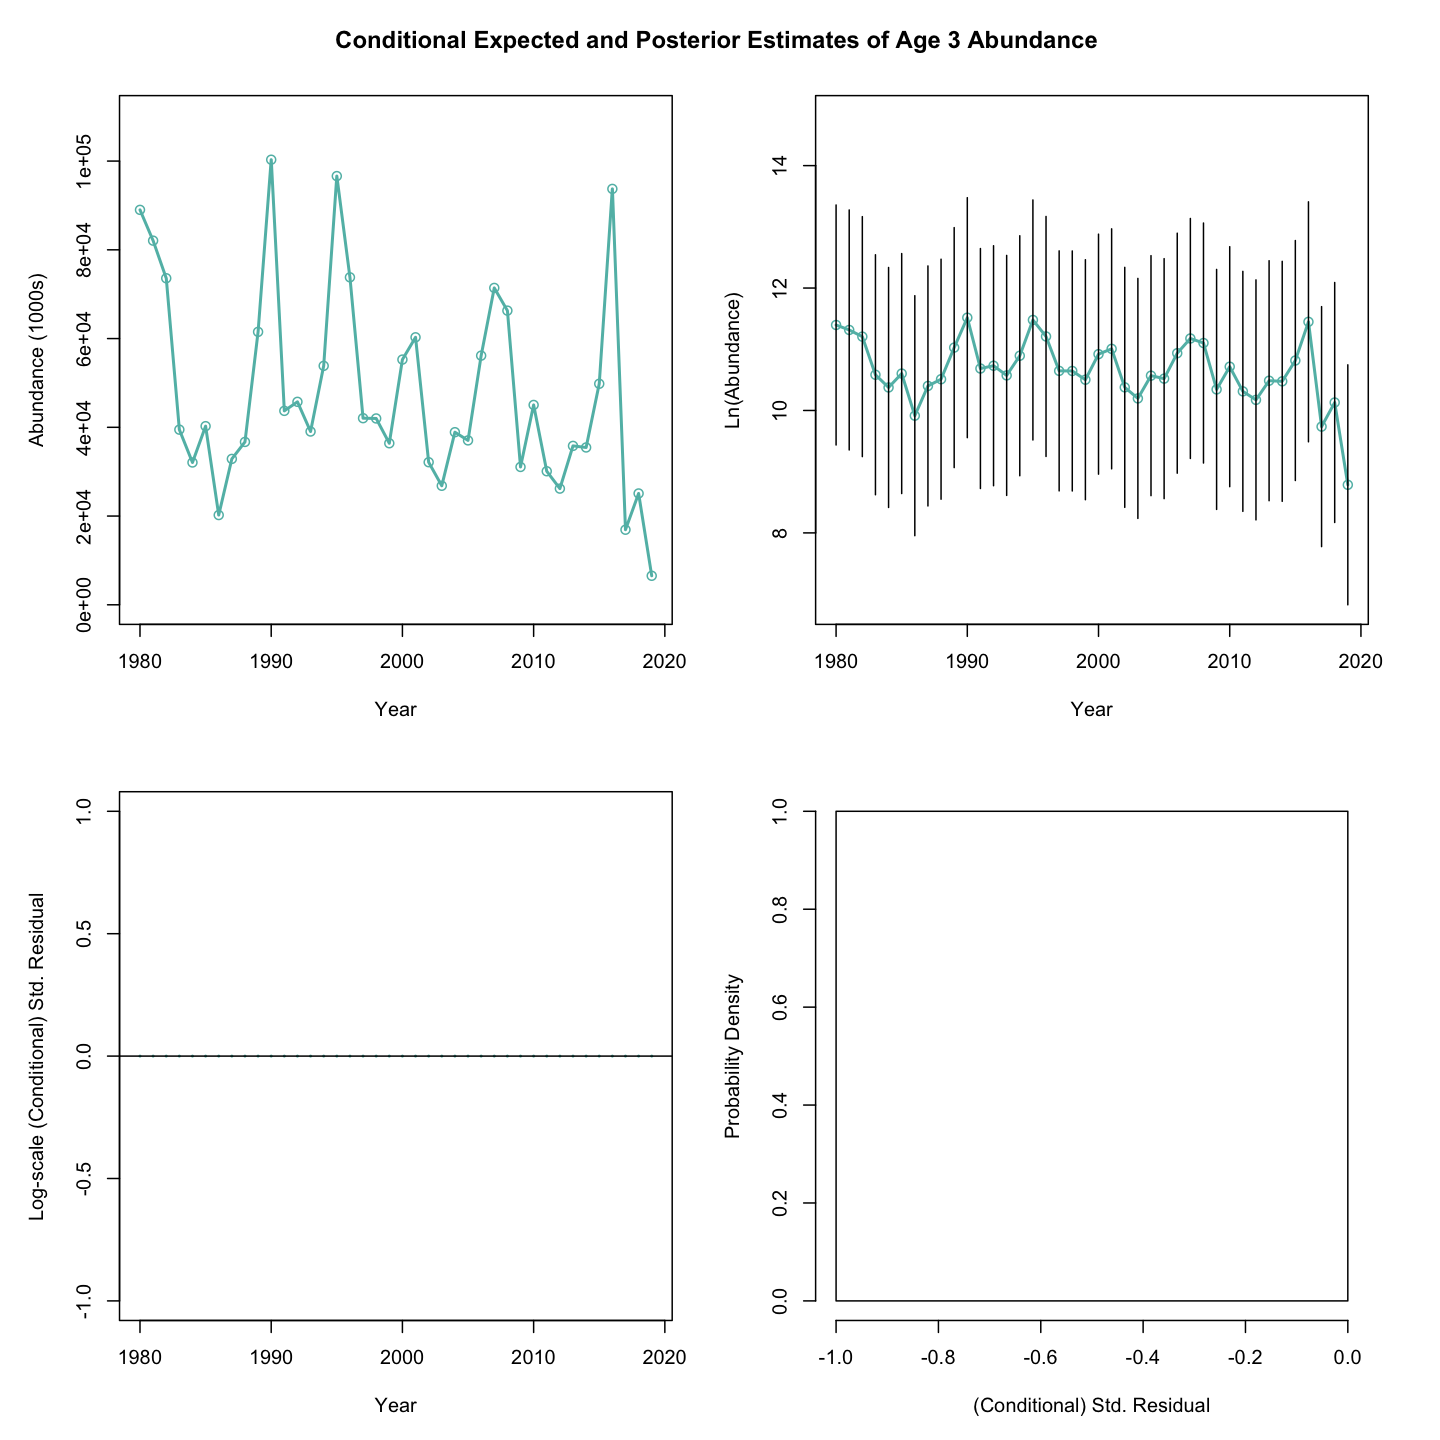 Conditional Expected and Posterior Estimates of Age 3 Abundance
Abundance (1000s)
1e+05
8e+04
6e+04
4e+04
2e+04
0e+00
1980 1990 2000 2010 2020
Year
Ln(Abundance)
14
12
10
8
1980 1990 2000 2010 2020
Year
Log-scale (Conditional) Std. Residual
1.0
0.5
0.0
-0.5
-1.0
1980 1990 2000 2010 2020
Year
Probability Density
1.0
0.8
0.6
0.4
0.2
0.0
-1.0 -0.8 -0.6 -0.4 -0.2 0.0
(Conditional) Std. Residual